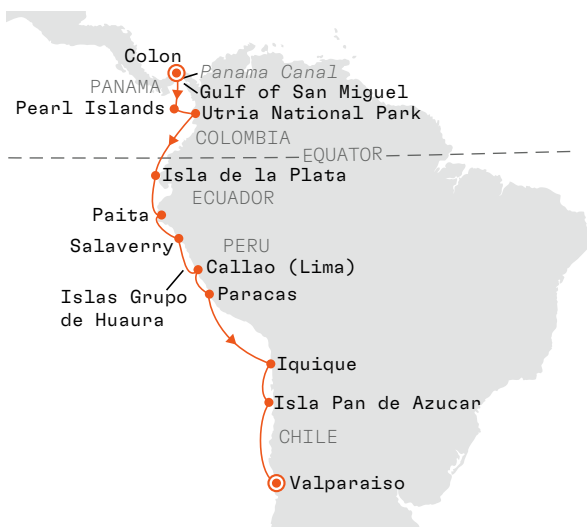 Colon
Panama Canal
PANAMA
Gulf of San Miguel
Pearl Islands
Utria National Park
COLOMBIA
EQUATOR
Isla de la Plata
ECUADOR
Paita
Salaverry
PERU
Callao (Lima)
Islas Grupo
de Huaura
Paracas
Iquique
Isla Pan de Azucar
CHILE
Valparaiso